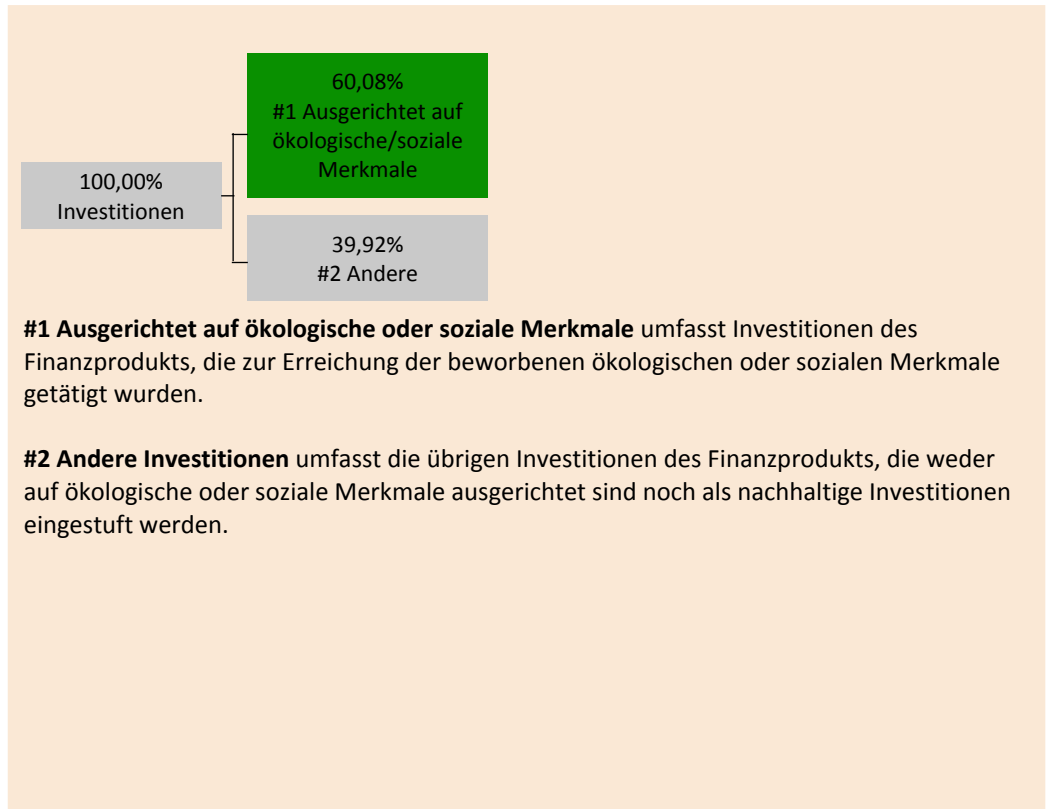 60,08%
#1 Ausgerichtet auf
ökologische/soziale
Merkmale
100,00%
Investitionen
39,92%
#2 Andere
#1 Ausgerichtet auf ökologische oder soziale Merkmale umfasst Investitionen des
Finanzprodukts, die zur Erreichung der beworbenen ökologischen oder sozialen Merkmale
getätigt wurden.
#2 Andere Investitionen umfasst die übrigen Investitionen des Finanzprodukts, die weder
auf ökologische oder soziale Merkmale ausgerichtet sind noch als nachhaltige Investitionen
eingestuft werden.